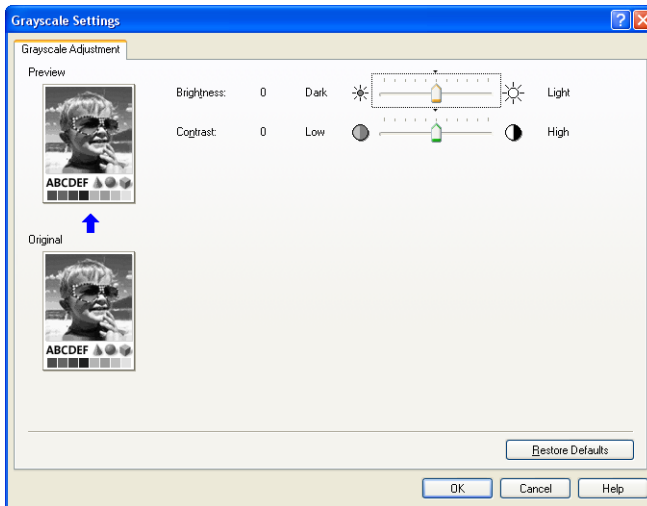 Grayscale Settings
Grayscale Adjustment
Preview
Brightness: 0 Dark Light
Contrast: 0 Low High
ABCDEF
Original
ABCDEF
Restore Defaults
OK Cancel Help